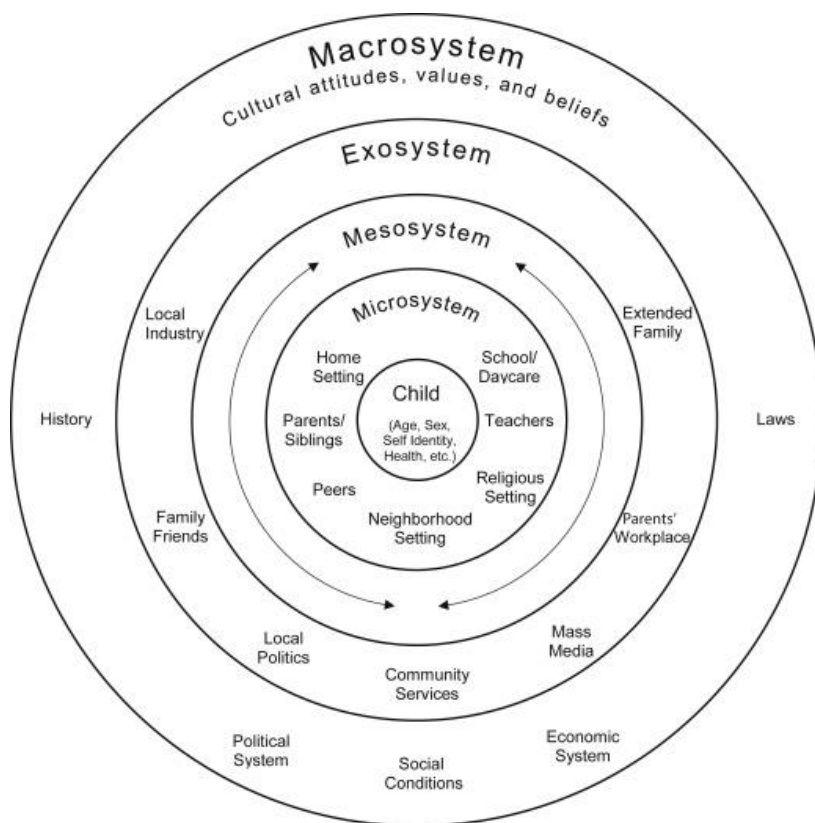 Macrosystem
Cultural attitudes, values, and beliefs
Exosystem
Mesosystem
Microsystem
Local
Industry
Extended
Family
Home
Setting
School/
Daycare
Child
(Age, Sex,
Self Identity,
Health, etc.)
History
Parents/
Siblings
Teachers
Laws
Peers
Religious
Setting
Neighborhood
Setting
Family
Friends
Parents'
Workplace
Local
Politics
Community
Services
Mass
Media
Political
System
Social
Conditions
Economic
System